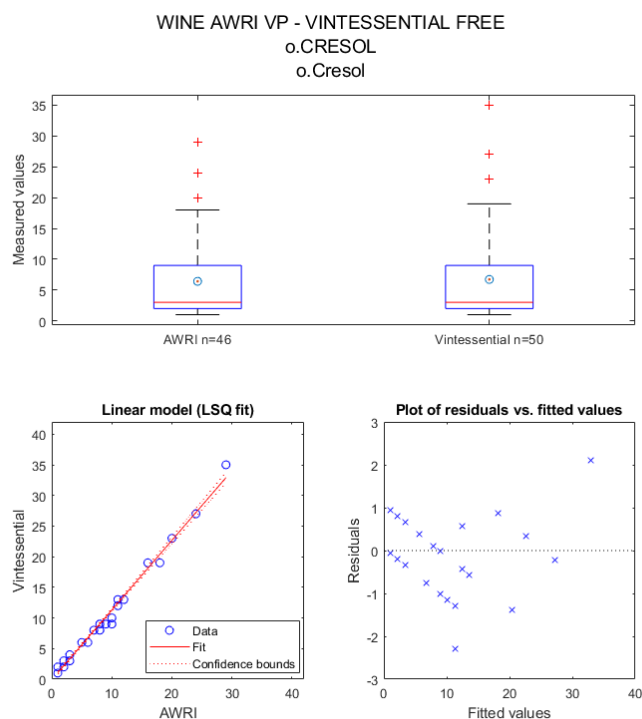 WINE AWRI VP - VINTESSENTIAL FREE
o.CRESOL
o.Cresol
Measured values
35
30
25
20
15
10
5
0
AWRI n=46
Vintessential n=50
Linear model (LSQ fit)
Vintessential
40
35
30
25
20
15
10
5
0
Data
Fit
Confidence bounds
0 10 20 30 40
AWRI
Plot of residuals vs. fitted values
Residuals
3
2
1
0
-1
-2
-3
0 10 20 30 40
Fitted values